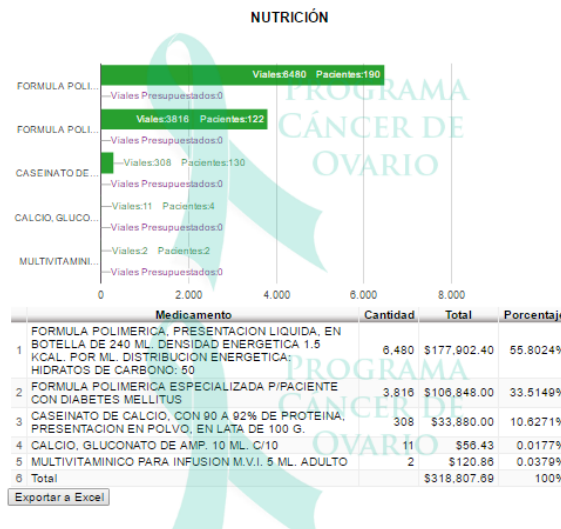 NUTRICIÓN
Viales:6480 Pacientes:190
FORMULA POLI...
Viales Presupuestados:0
Viales:3816 Pacientes:122
FORMULA POLI...
Viales Presupuestados:0
Viales:308 Pacientes:130
CASEINATO DE...
Viales Presupuestados:0
Viales:11 Pacientes:4
CALCIO, GLUCO...
Viales Presupuestados:0
Viales:2 Pacientes:2
MULTIVITAMINI...
Viales Presupuestados:0
0 2.000 4.000 6.000 8.000
PROGRAMA
CÁNCER DE
OVARIO
Medicamento Cantidad Total Porcentaje
1 FORMULA POLIMERICA, PRESENTACION LIQUIDA, EN
BOTELLA DE 240 ML. DENSIDAD ENERGETICA 1.5
KCAL. POR ML. DISTRIBUCION ENERGETICA:
HIDRATOS DE CARBONO: 50 6,480 $177,902.40 55.8024%
2 FORMULA POLIMERICA ESPECIALIZADA P/PACIENTE
CON DIABETES MELLITUS 3,816 $106,848.00 33.5149%
3 CASEINATO DE CALCIO, CON 90 A 92% DE PROTEINA,
PRESENTACION EN POLVO, EN LATA DE 100 G. 308 $33,880.00 10.6271%
4 CALCIO, GLUCONATO DE AMP. 10 ML. C/10 11 $56.43 0.0177%
5 MULTIVITAMINICO PARA INFUSION M.V.I. 5 ML. ADULTO 2 $120.86 0.0379%
6 Total $318,807.69 100%
PROGRAMA
CÁNCER DE
OVARIO
Exportar a Excel